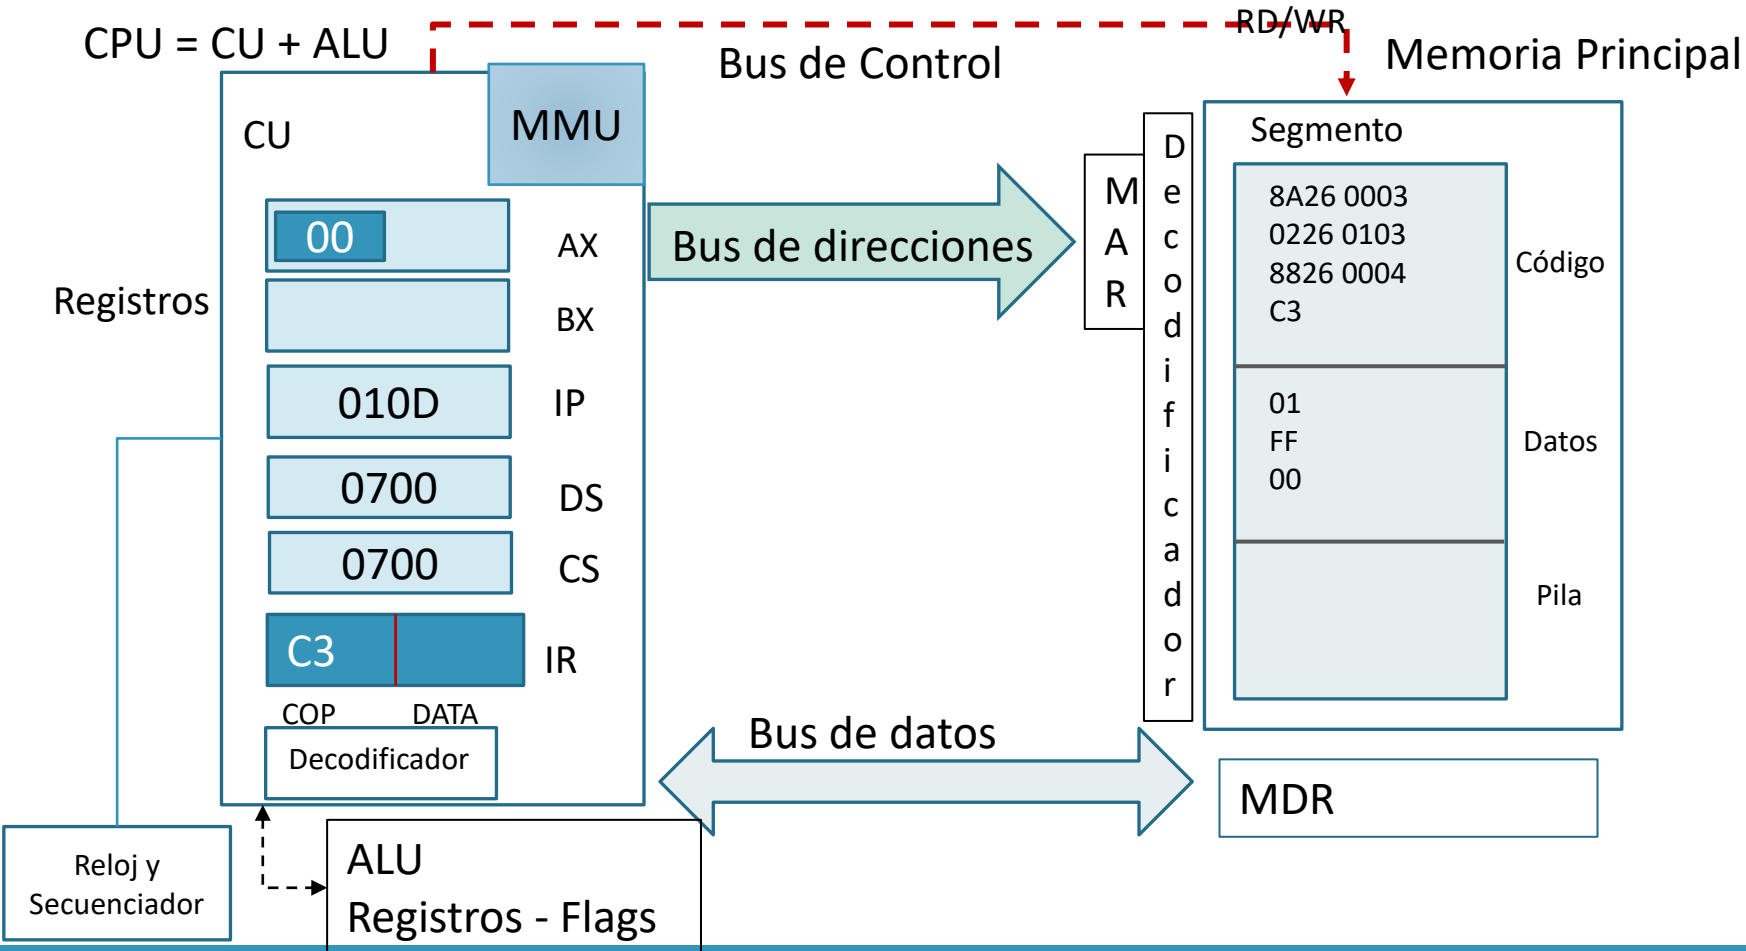 CPU = CU + ALU
RD/WR
Bus de Control
Memoria Principal
CU
MMU
Segmento
Decodificador
MAR
8A26 0003
0226 0103
8826 0004
C3
Código
00
AX
Bus de direcciones
Registros
BX
010D
IP
01
FF
00
Datos
0700
DS
0700
CS
Pila
C3
IR
COP
DATA
Decodificador
Bus de datos
MDR
Reloj y
Secuenciador
ALU
Registros - Flags